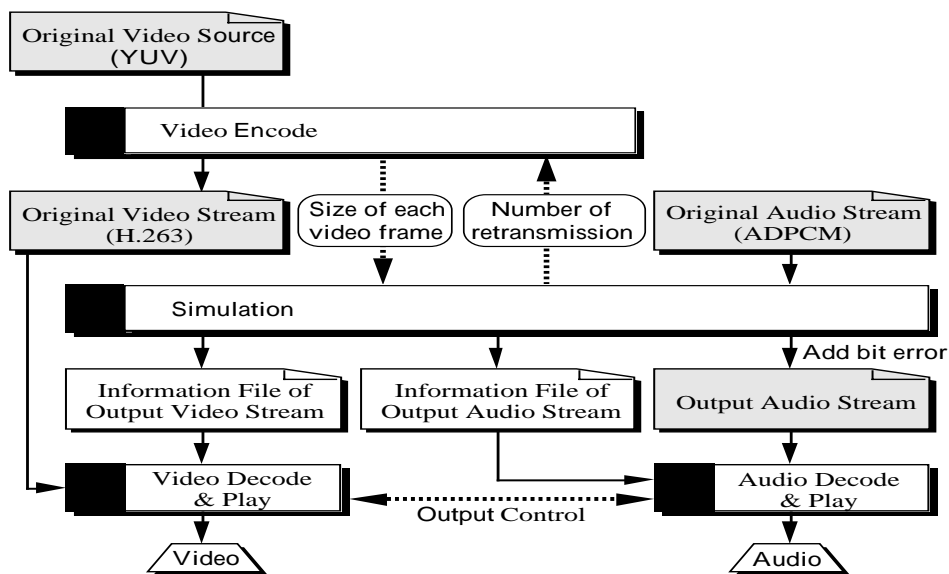 Original Video Source
(YUV)
Video Encode
Original Video Stream
(H.263)
Size of each
video frame
Number of
retransmission
Original Audio Stream
(ADPCM)
Simulation
Add bit error
Information File of
Output Video Stream
Information File of
Output Audio Stream
Output Audio Stream
Video Decode
& Play
Output Control
Audio Decode
& Play
Video
Audio